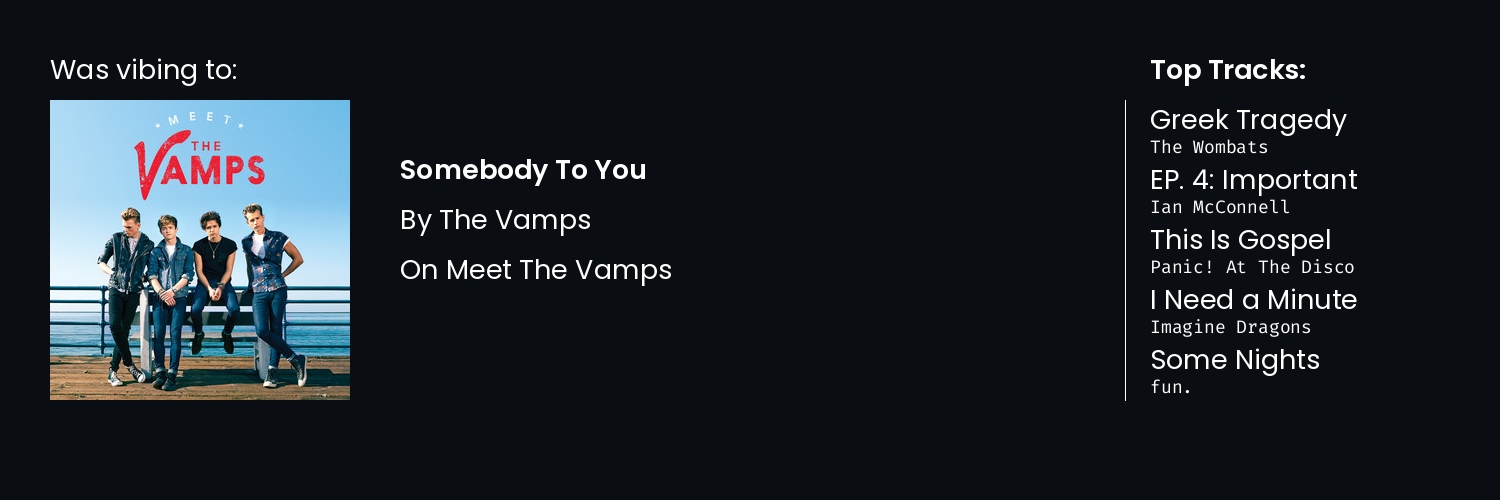 Was vibing to:
★ MEET ★
THE
VAMPS
Somebody To You
By The Vamps
On Meet The Vamps
Top Tracks:
Greek Tragedy
The Wombats
EP. 4: Important
Ian McConnell
This Is Gospel
Panic! At The Disco
I Need a Minute
Imagine Dragons
Some Nights
fun.